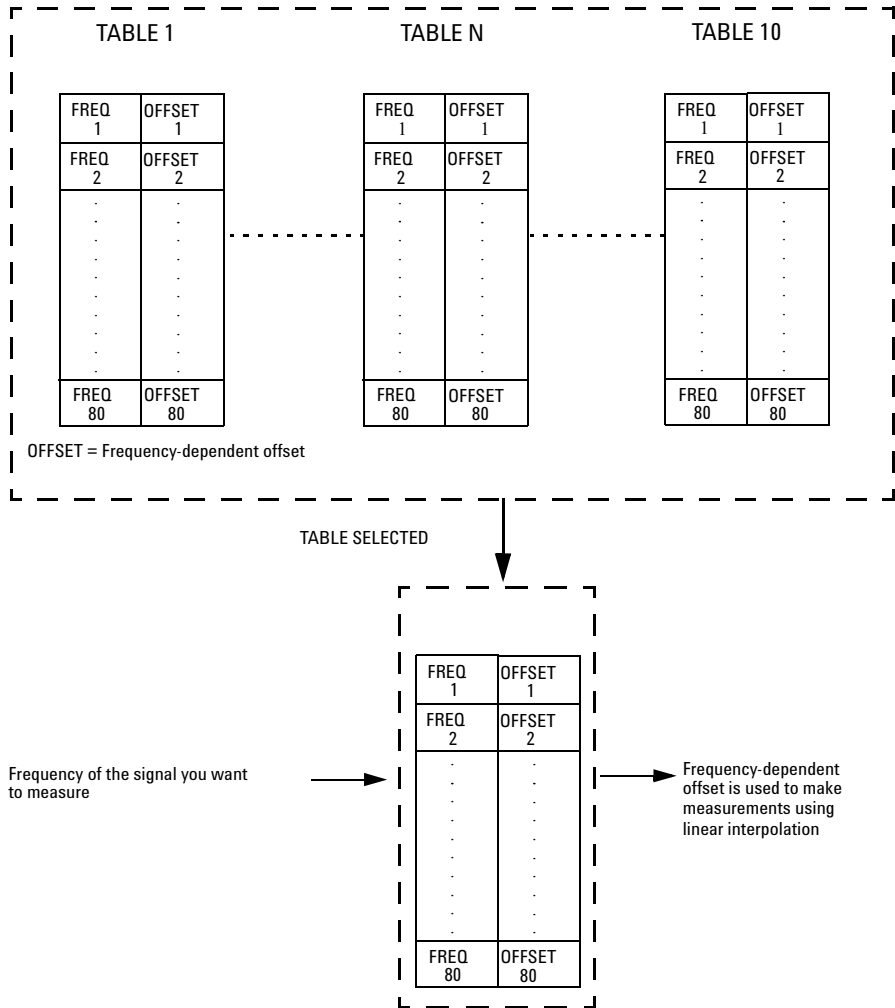 TABLE 1 TABLE N TABLE 10
FREQ OFFSET FREQ OFFSET FREQ OFFSET
1 1 1 1 1 1
FREQ OFFSET FREQ OFFSET FREQ OFFSET
2 2 2 2 2 2
FREQ OFFSET FREQ OFFSET FREQ OFFSET
80 80 80 80 80 80
OFFSET = Frequency-dependent offset
TABLE SELECTED
FREQ OFFSET
1 1
FREQ OFFSET
2 2
Frequency of the signal you want
to measure
Frequency-dependent
offset is used to make
measurements using
linear interpolation
FREQ OFFSET
80 80